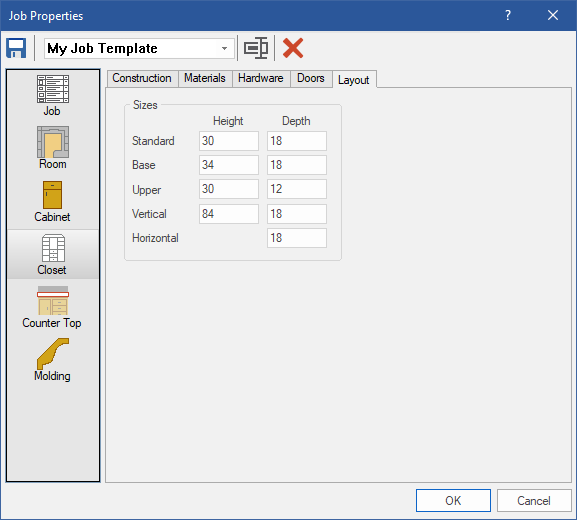 Job Properties
?
My Job Template
Job
Room
Cabinet
Closet
Counter Top
Molding
Construction Materials Hardware Doors Layout
Sizes
Height Depth
Standard 30 18
Base 34 18
Upper 30 12
Vertical 84 18
Horizontal 18
OK Cancel